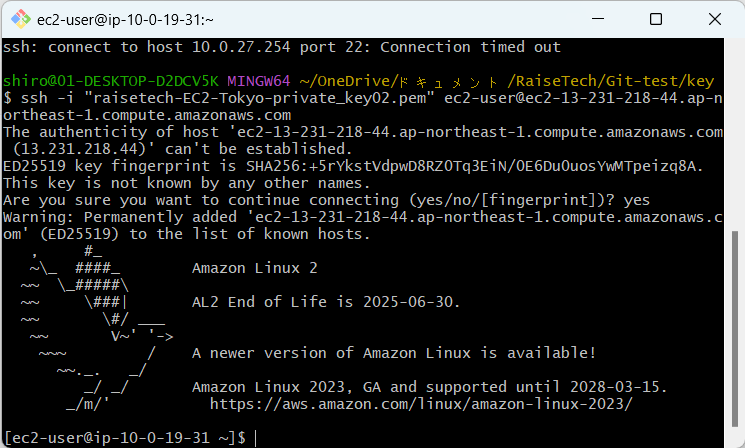 ec2-user@ip-10-0-19-31:~
ssh: connect to host 10.0.27.254 port 22: Connection timed out
shiro@01-DESKTOP-D2DCV5K MINGW64 ~/OneDrive/ドキュメント/RaiseTech/Git-test/key
$ ssh -i "raisetech-EC2-Tokyo-private_key02.pem" ec2-user@ec2-13-231-218-44.ap-n
ortheast-1.compute.amazonaws.com
The authenticity of host 'ec2-13-231-218-44.ap-northeast-1.compute.amazonaws.com
 (13.231.218.44)' can't be established.
ED25519 key fingerprint is SHA256:+5rYkstVdpwD8RZ0Tq3EiN/0E6Du0uosYwMTpeizq8A.
This key is not known by any other names.
Are you sure you want to continue connecting (yes/no/[fingerprint])? yes
Warning: Permanently added 'ec2-13-231-218-44.ap-northeast-1.compute.amazonaws.c
om' (ED25519) to the list of known hosts.
   ,     #_
   ~\_  ####_        Amazon Linux 2
  ~~  \_#####\
  ~~     \###|       AL2 End of Life is 2025-06-30.
  ~~       \#/ ___
   ~~       V~' '->
    ~~~         /    A newer version of Amazon Linux is available!
      ~~._.   _/
         _/ _/       Amazon Linux 2023, GA and supported until 2028-03-15.
       _/m/'           https://aws.amazon.com/linux/amazon-linux-2023/
[ec2-user@ip-10-0-19-31 ~]$